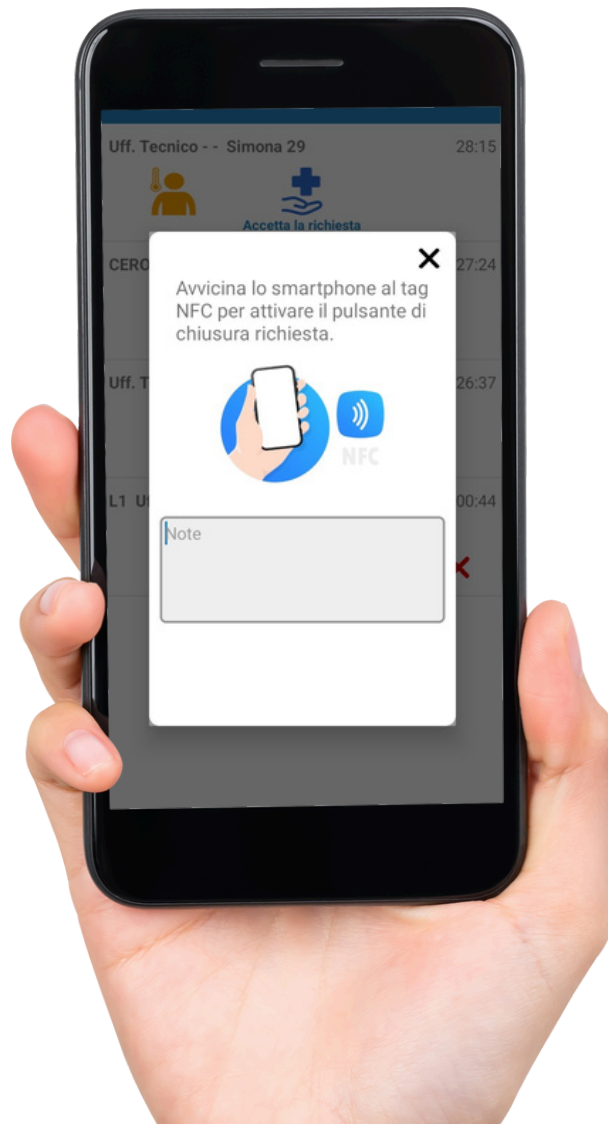 Uff. Tecnico - - Simona 29 28:15
Accetta la richiesta
CERO 27:24
Avvicina lo smartphone al tag
NFC per attivare il pulsante di
chiusura richiesta.
Uff. T 26:37
NFC
L1 U 00:44
Note